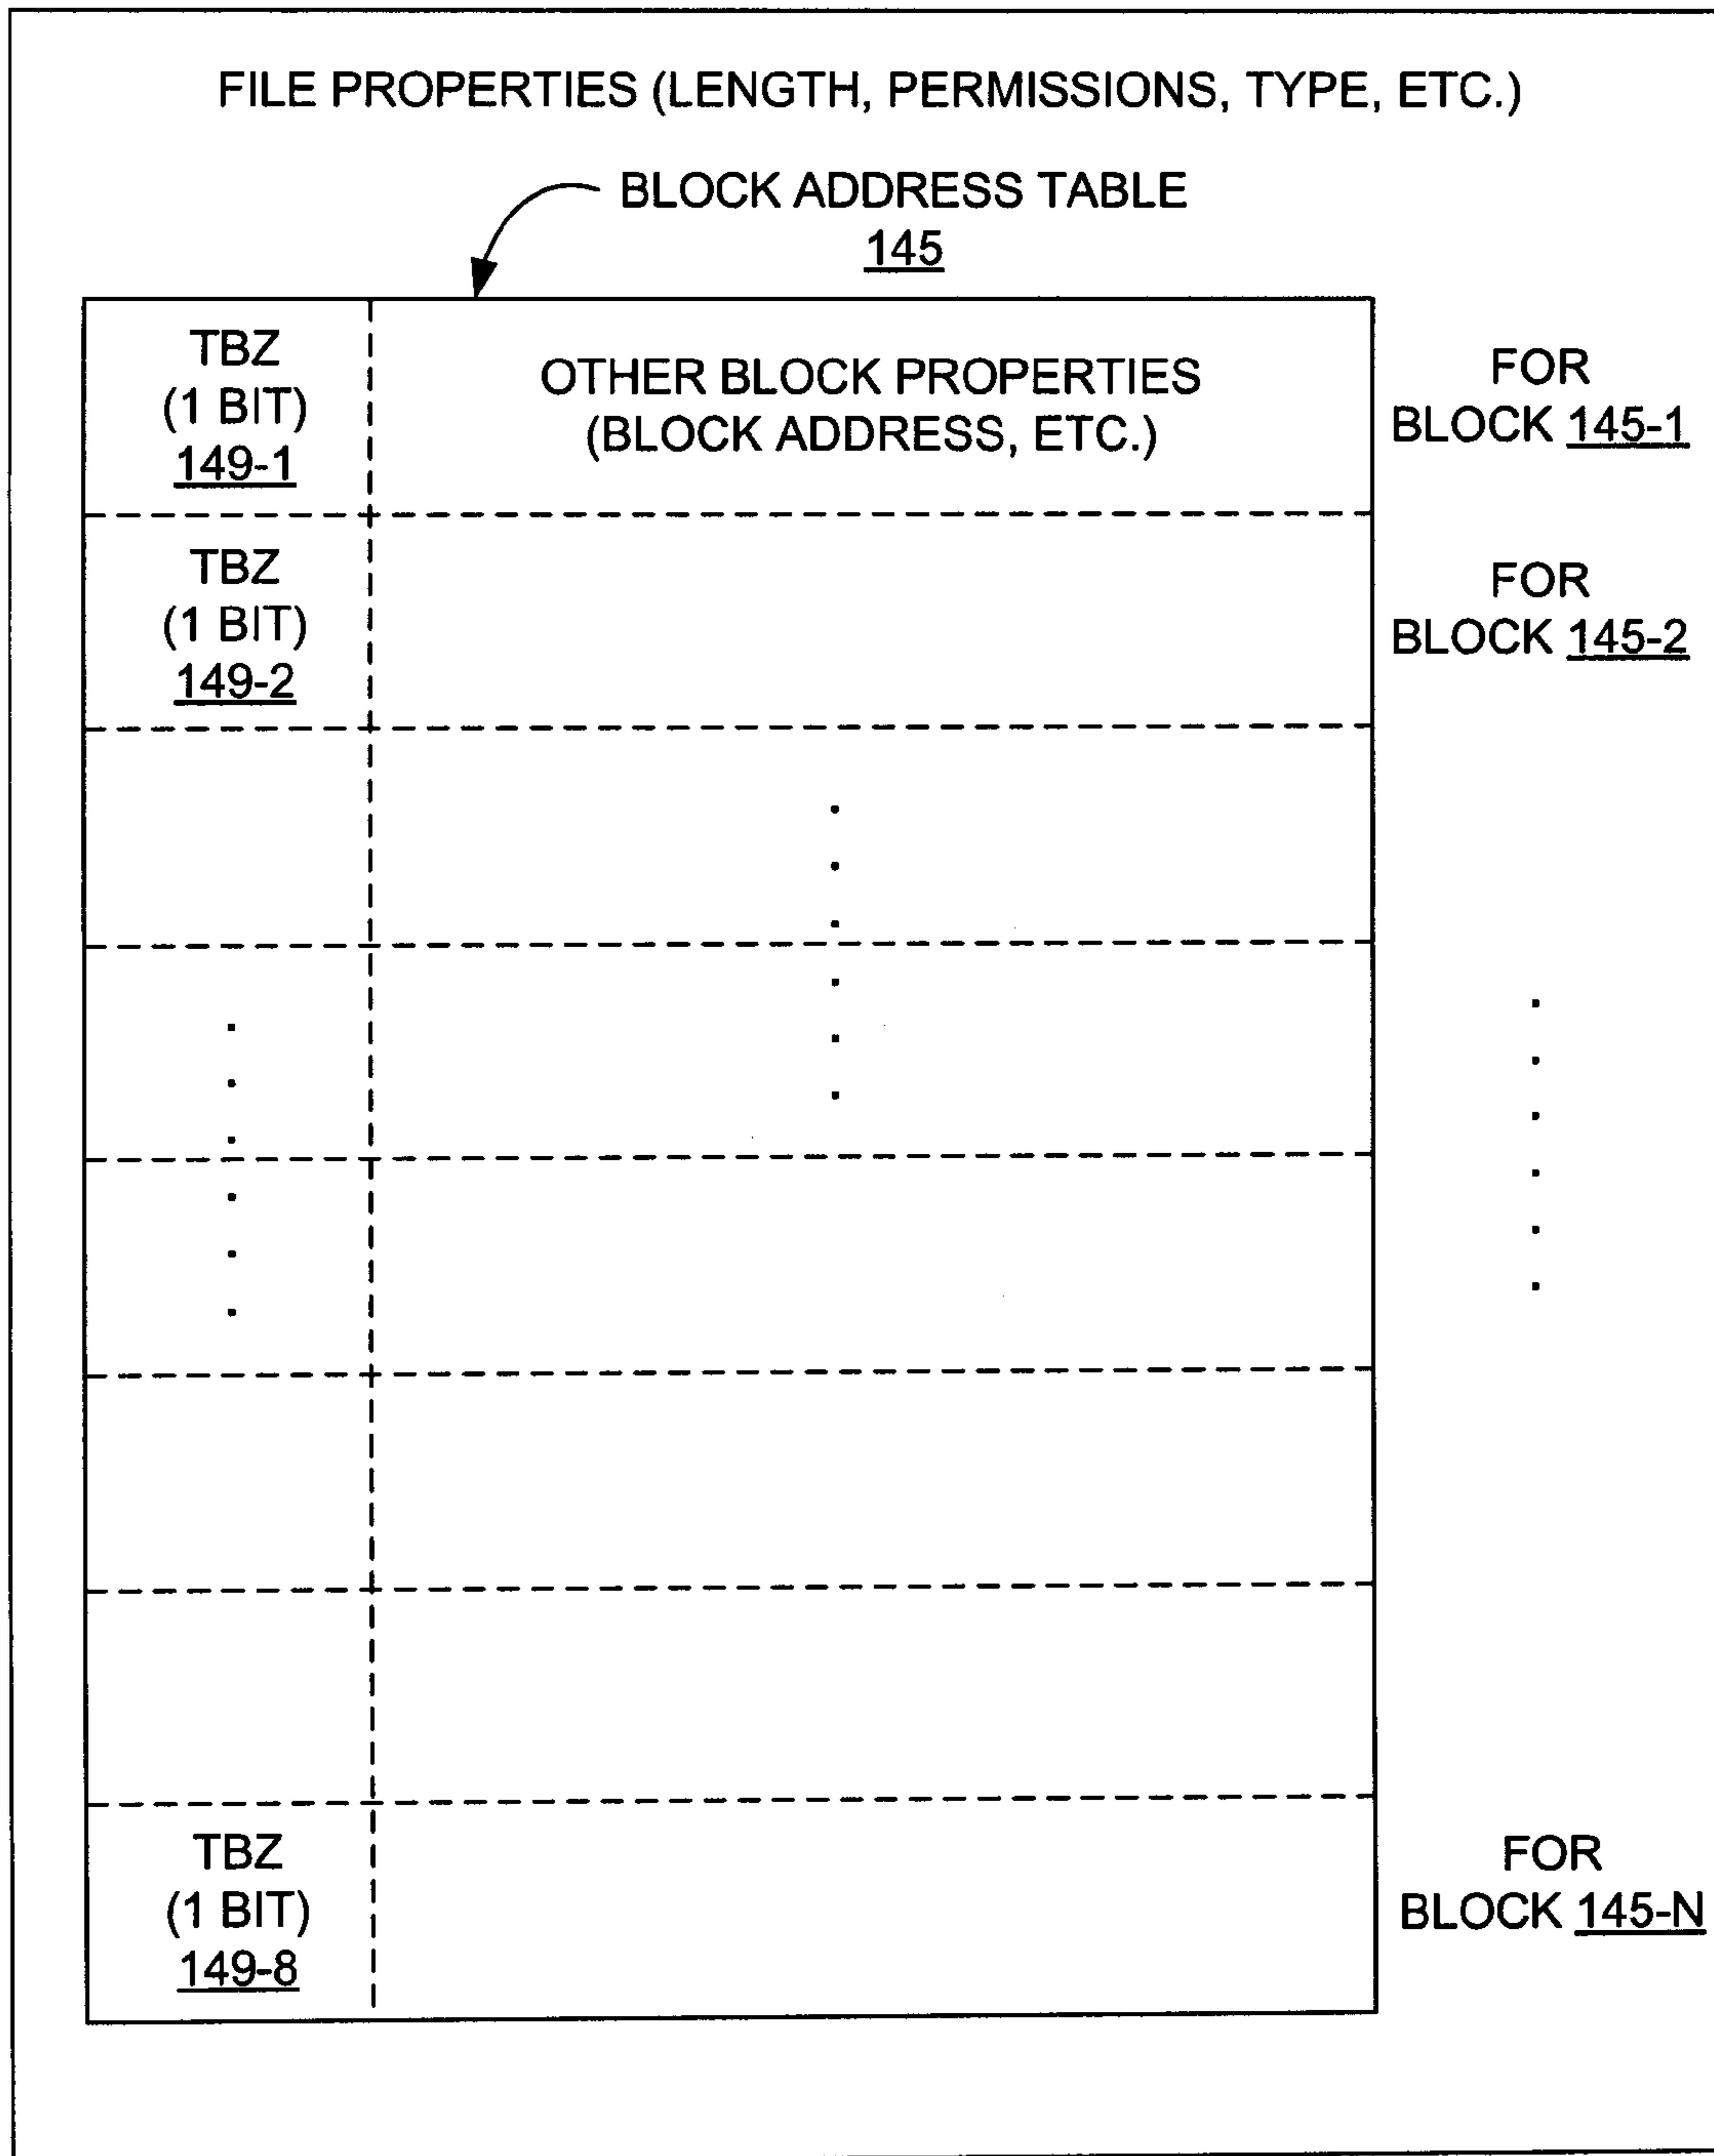 FILE PROPERTIES (LENGTH, PERMISSIONS, TYPE, ETC.)
BLOCK ADDRESS TABLE
145
TBZ
(1 BIT)
149-1
OTHER BLOCK PROPERTIES
(BLOCK ADDRESS, ETC.)
FOR
BLOCK 145-1
TBZ
(1 BIT)
149-2
FOR
BLOCK 145-2
TBZ
(1 BIT)
149-8
FOR
BLOCK 145-N